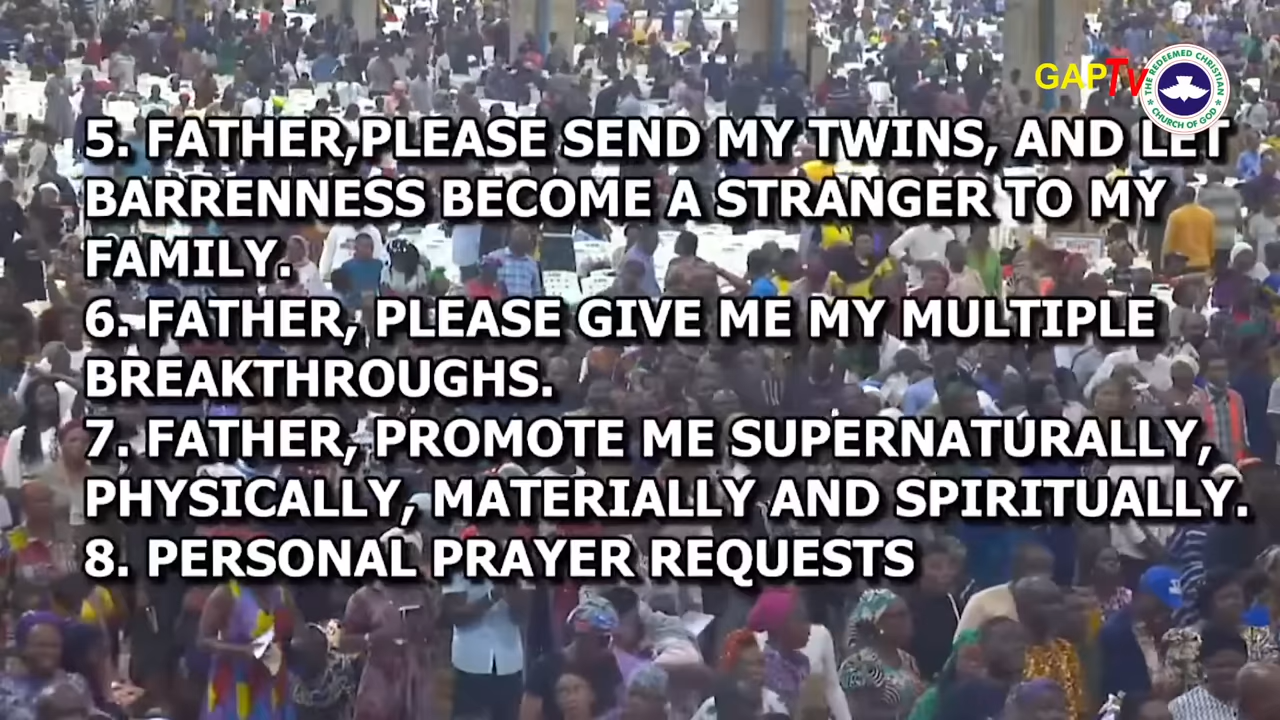 GAPTV
THE REDEEMED CHRISTIAN
CHURCH OF GOD
5. FATHER,PLEASE SEND MY TWINS, AND LET
BARRENNESS BECOME A STRANGER TO MY
FAMILY.
6. FATHER, PLEASE GIVE ME MY MULTIPLE
BREAKTHROUGHS.
7. FATHER, PROMOTE ME SUPERNATURALLY,
PHYSICALLY, MATERIALLY AND SPIRITUALLY.
8. PERSONAL PRAYER REQUESTS